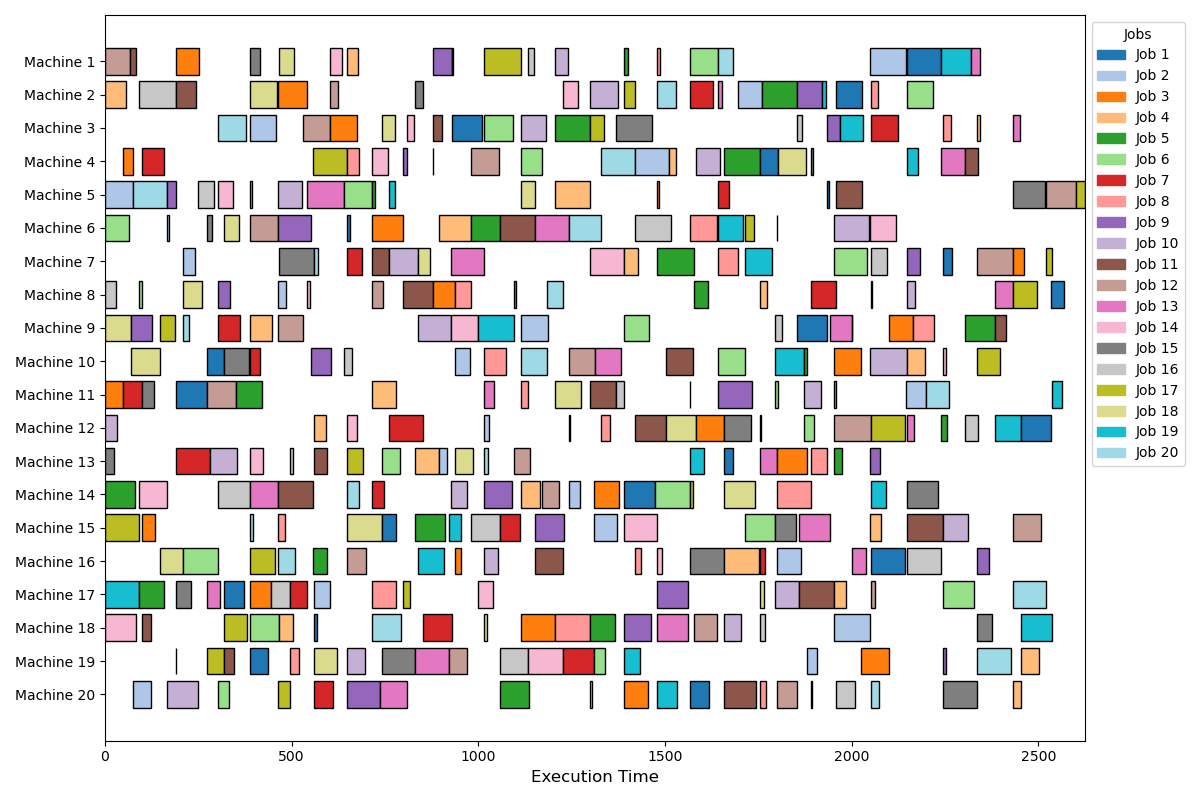 Machine 1
Machine 2
Machine 3
Machine 4
Machine 5
Machine 6
Machine 7
Machine 8
Machine 9
Machine 10
Machine 11
Machine 12
Machine 13
Machine 14
Machine 15
Machine 16
Machine 17
Machine 18
Machine 19
Machine 20
0 500 1000 1500 2000 2500
Execution Time
Jobs
Job 1
Job 2
Job 3
Job 4
Job 5
Job 6
Job 7
Job 8
Job 9
Job 10
Job 11
Job 12
Job 13
Job 14
Job 15
Job 16
Job 17
Job 18
Job 19
Job 20